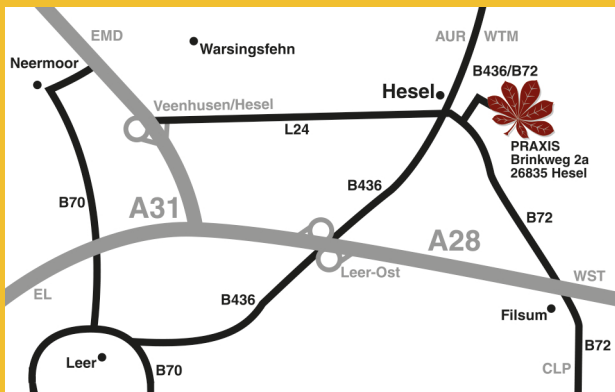 EMD
Warsingsfehn
AUR
WTM
Neermoor
B436/B72
Hesel
Veenhusen/Hesel
L24
PRAXIS
Brinkweg 2a
26835 Hesel
B436
B70
A31
B72
A28
Leer-Ost
WST
EL
B436
Filsum
B72
Leer
B70
CLP